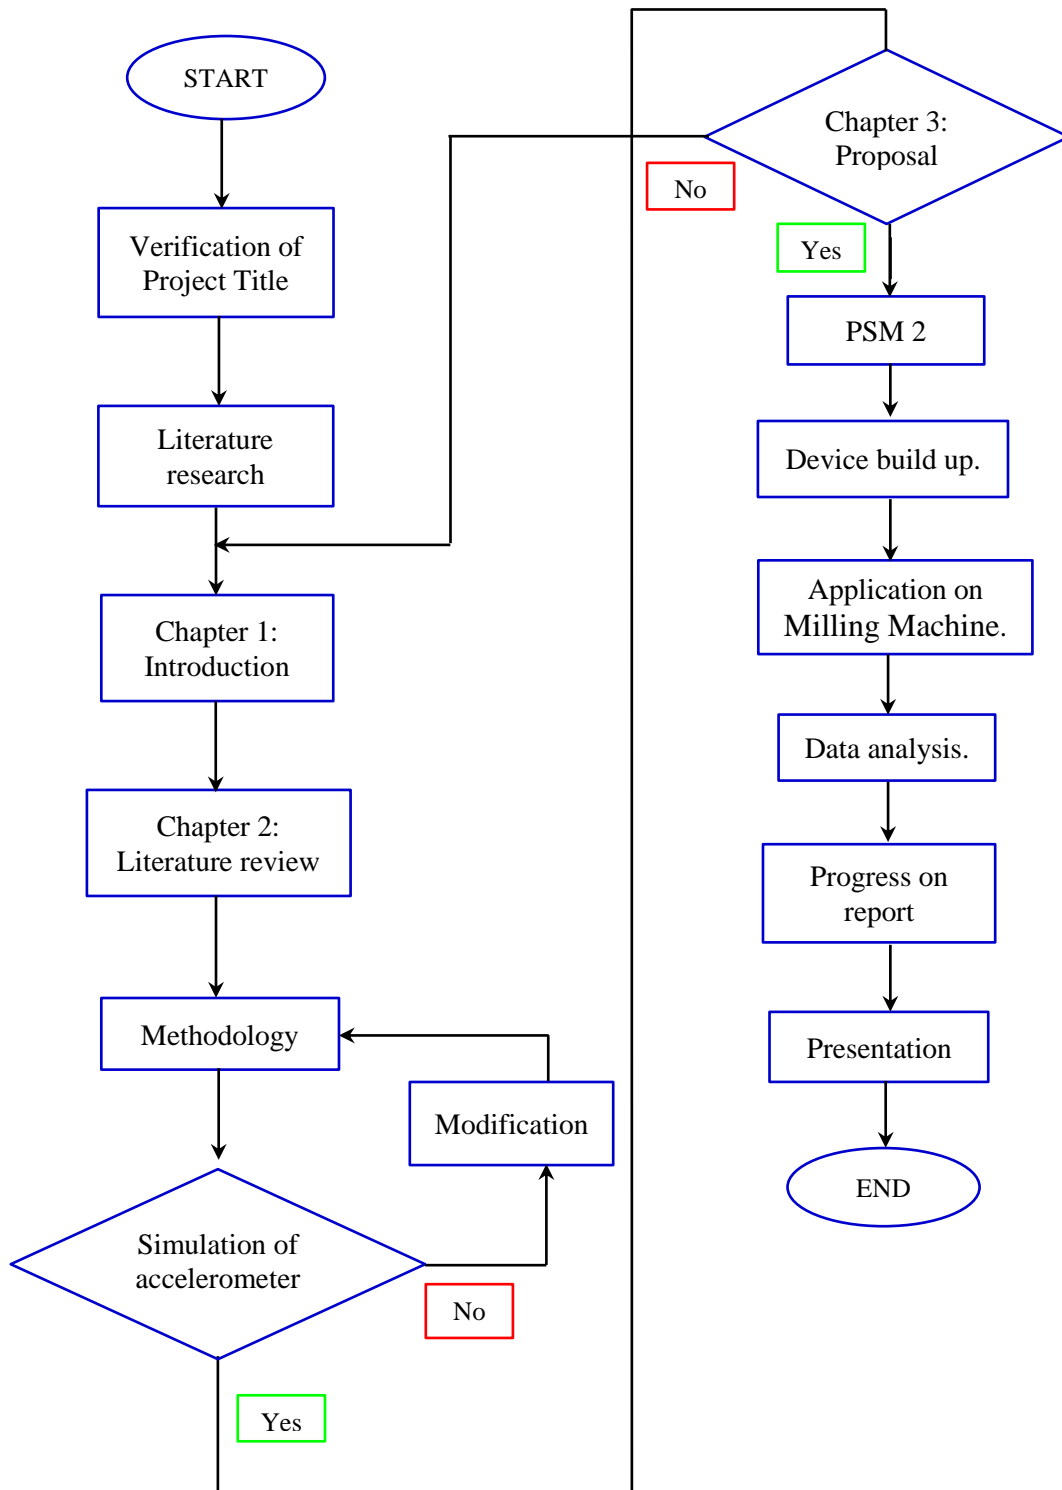 START
Verification of
Project Title
Literature
research
Chapter 1:
Introduction
Chapter 2:
Literature review
Methodology
Modification
Simulation of
accelerometer
No
Yes
Chapter 3:
Proposal
No
Yes
PSM 2
Device build up.
Application on
Milling Machine.
Data analysis.
Progress on
report
Presentation
END